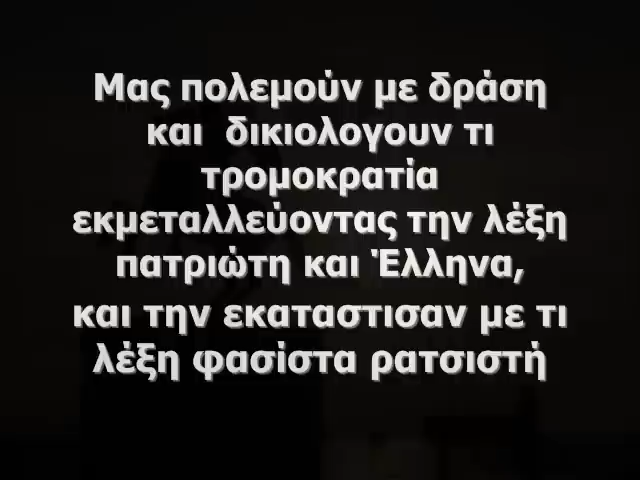 Μας πολεμούν με δράση
και δικιολογουν τι
τρομοκρατία
εκμεταλλεύοντας την λέξη
πατριώτη και Έλληνα,
και την εκαταστισαν με τι
λέξη φασίστα ρατσιστή